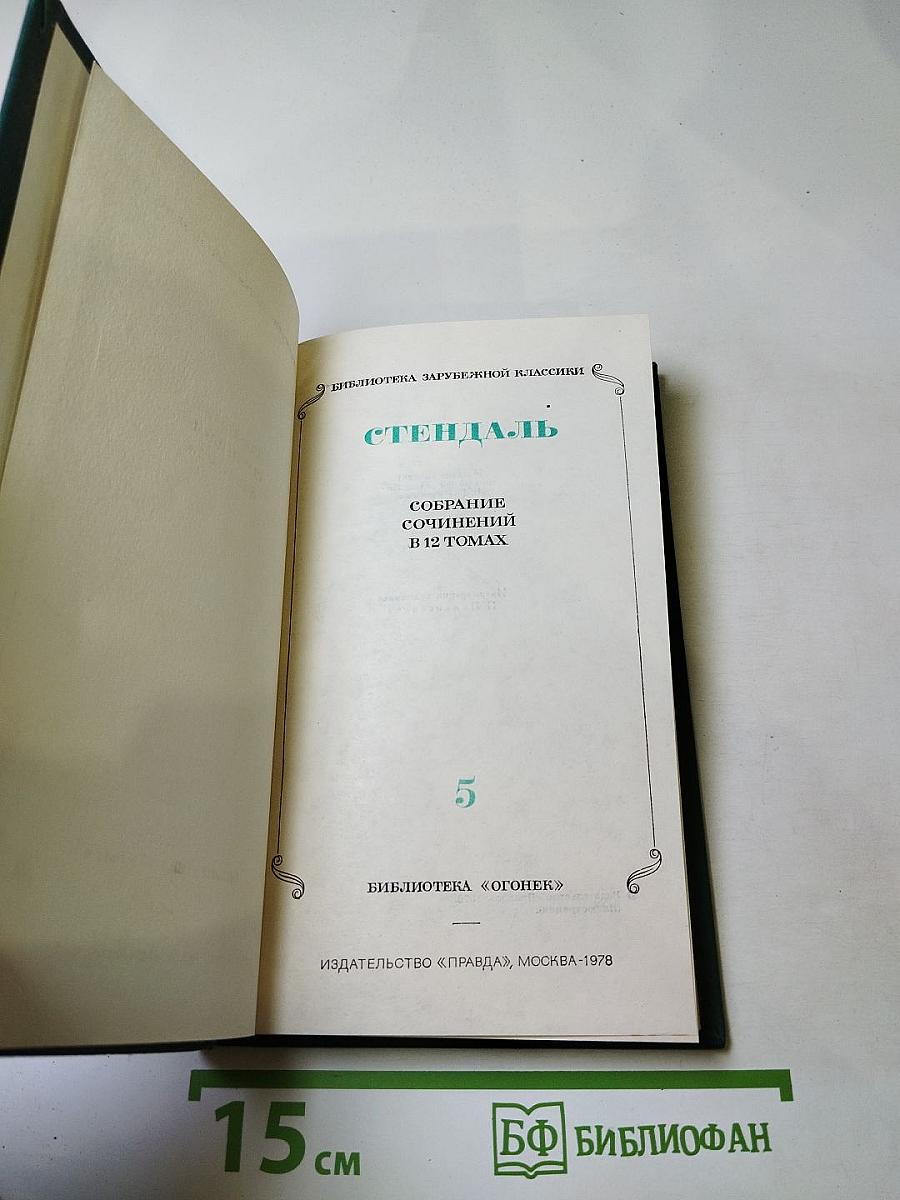 БИБЛИОТЕКА ЗАРУБЕЖНОЙ КЛАССИКИ
СТЕНДАЛЬ
СОБРАНИЕ
СОЧИНЕНИЙ
В 12 ТОМАХ
5
БИБЛИОТЕКА «ОГОНЕК»
ИЗДАТЕЛЬСТВО «ПРАВДА», МОСКВА-1978
15 см
БФ БИБЛИОФАН